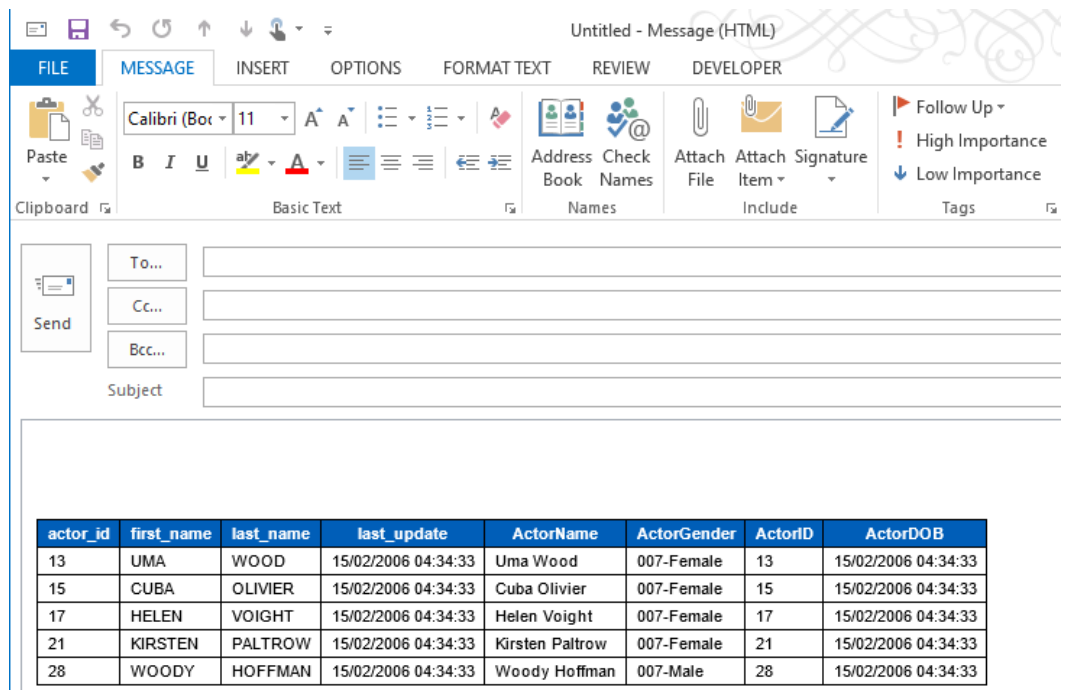 Untitled - Message (HTML)
FILE MESSAGE INSERT OPTIONS FORMAT TEXT REVIEW DEVELOPER
Calibri (Boc 11 A A
Follow Up
High Importance
Paste B I U ab A Address Book Check Names Attach File Attach Item Signature
Low Importance
Clipboard Basic Text Names Include Tags
To...
Cc...
Send
Bcc...
Subject
actor_id first_name last_name last_update ActorName ActorGender ActorID ActorDOB
13 UMA WOOD 15/02/2006 04:34:33 Uma Wood 007-Female 13 15/02/2006 04:34:33
15 CUBA OLIVIER 15/02/2006 04:34:33 Cuba Olivier 007-Female 15 15/02/2006 04:34:33
17 HELEN VOIGHT 15/02/2006 04:34:33 Helen Voight 007-Female 17 15/02/2006 04:34:33
21 KIRSTEN PALTROW 15/02/2006 04:34:33 Kirsten Paltrow 007-Female 21 15/02/2006 04:34:33
28 WOODY HOFFMAN 15/02/2006 04:34:33 Woody Hoffman 007-Male 28 15/02/2006 04:34:33